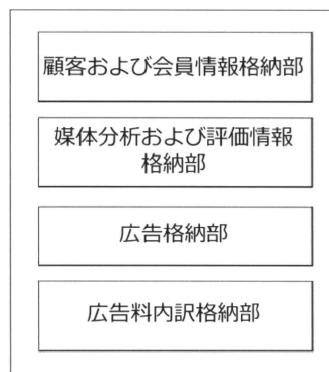 顧客および会員情報格納部
媒体分析および評価情報
格納部
広告格納部
広告料内訳格納部